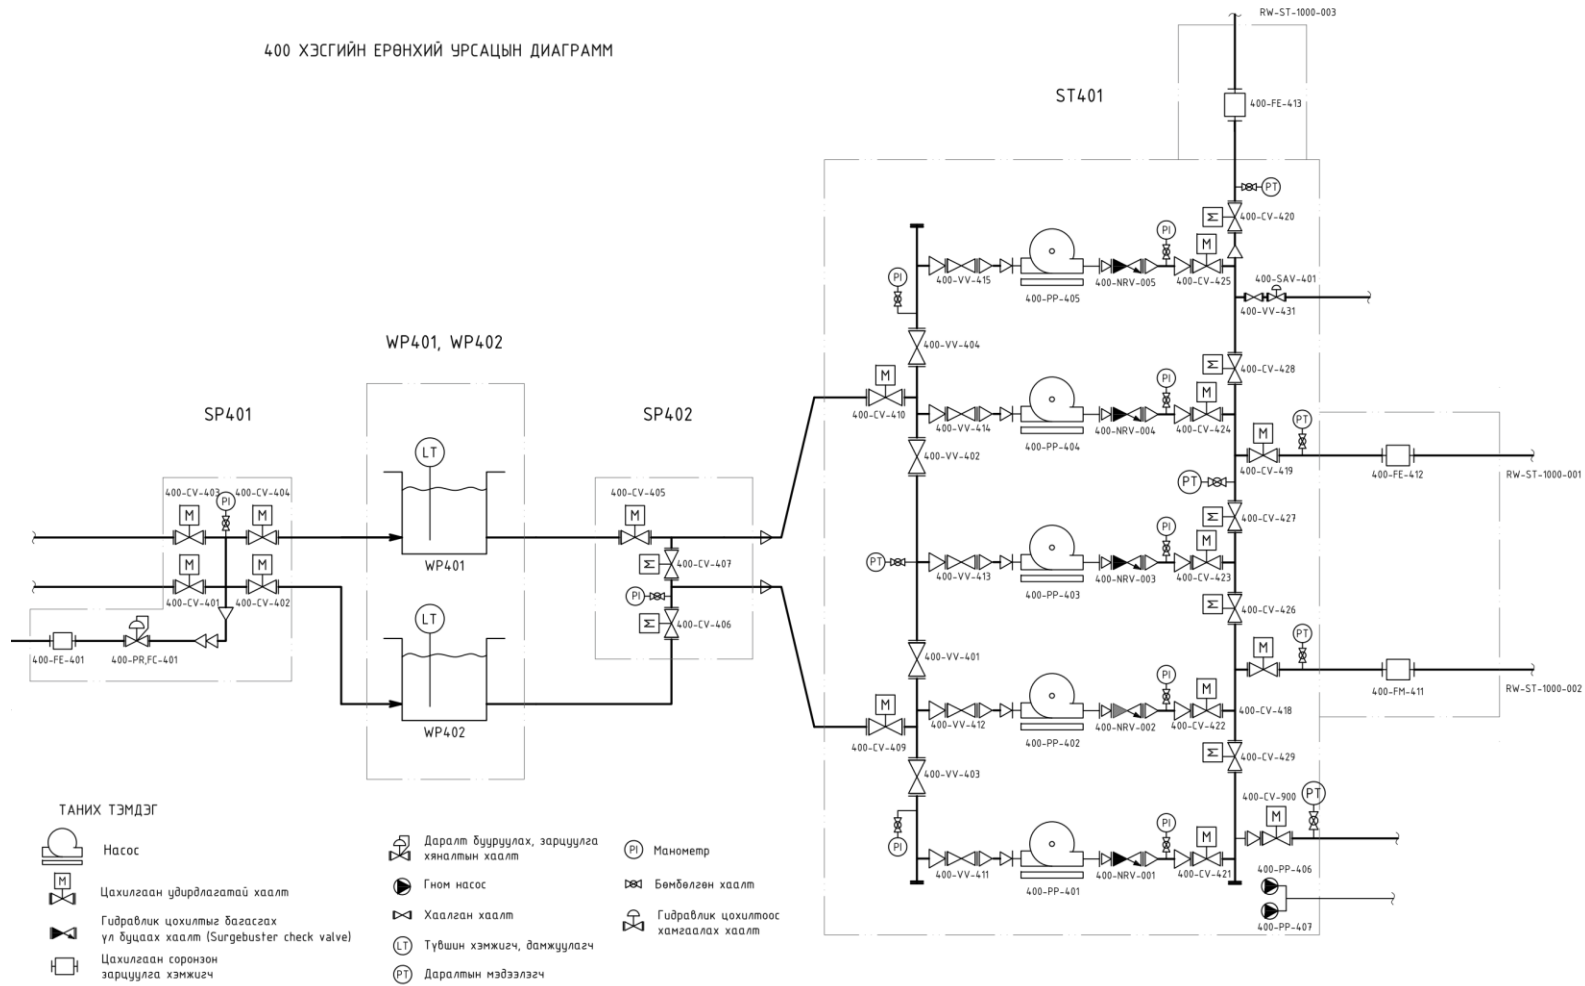 400 ХЭСГИЙН ЕРӨНХИЙ УРСАЦЫН ДИАГРАММ
RW-ST-1000-003
ST401
400-FE-413
PT
400-CV-420
M
PI
M
PI
400-VV-415
400-PP-405
400-NRV-005
400-CV-425
400-SAV-401
400-VV-431
PI
400-VV-404
M
400-CV-428
WP401, WP402
M
400-CV-410
PI
M
400-VV-414
400-PP-404
400-NRV-004
400-CV-424
PT
M
400-CV-419
400-FE-412
RW-ST-1000-001
SP401
SP402
LT
400-VV-402
PT
400-CV-403
400-CV-404
PI
M
M
400-CV-405
M
M
400-CV-427
WP401
M
400-CV-407
M
M
400-CV-401
400-CV-402
PT
400-VV-413
400-PP-403
400-NRV-003
PI
M
400-CV-423
PI
M
400-CV-406
M
400-CV-426
LT
400-FE-401
400-PR,FC-401
400-VV-401
M
PT
400-FM-411
RW-ST-1000-002
WP402
M
400-CV-409
400-VV-412
400-PP-402
400-NRV-002
PI
M
400-CV-422
400-CV-418
400-VV-403
M
400-CV-429
400-CV-900
M
PT
PI
400-VV-411
400-PP-401
400-NRV-001
PI
M
400-CV-421
400-PP-406
400-PP-407
ТАНИХ ТЭМДЭГ
Насос
M
Цахилгаан удирдлагатай хаалт
Гидравлик цохилтыг багасгах
үл буцаах хаалт (Surgebuster check valve)
Цахилгаан соронзон
зарцуулга хэмжигч
Даралт бууруулах, зарцуулга
хяналтын хаалт
Гном насос
Хаалган хаалт
LT
Түвшин хэмжигч, дамжуулагч
PT
Даралтын мэдээлэгч
PI
Манометр
Бөмбөлгөн хаалт
Гидравлик цохилтоос
хамгаалах хаалт